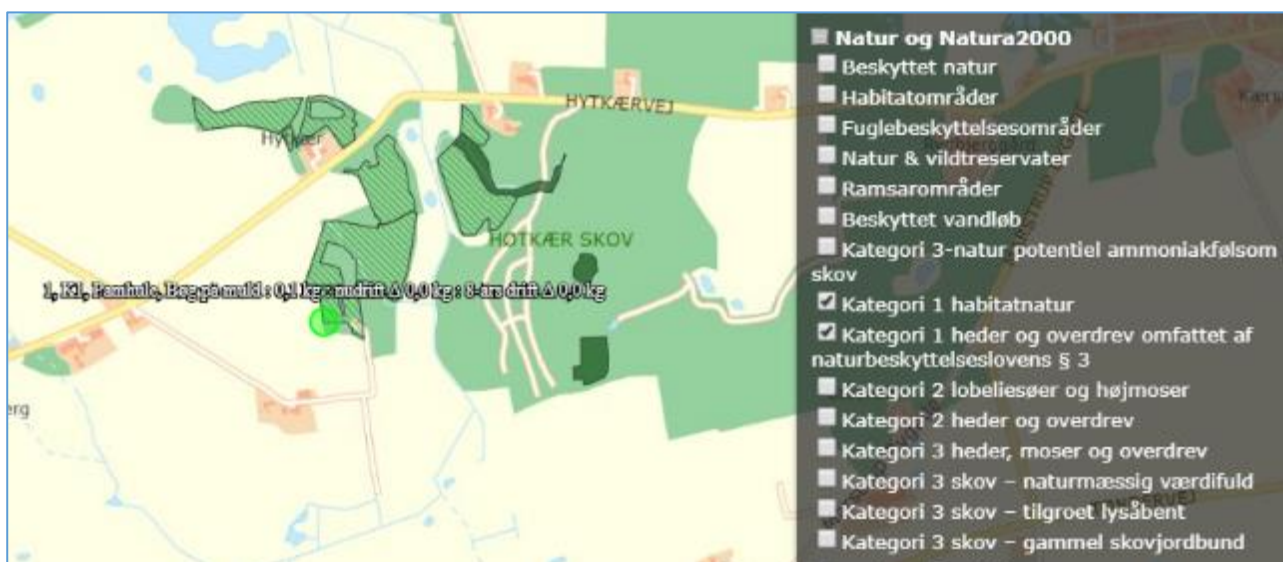 HYTKÆRVEJ
Hytkær
HØTKÆR SKOV
1, K1, Pamhule, Bøg på muld : 0,1 kg : nudrift Δ 0,0 kg : 8-års drift Δ 0,0 kg
erg
Natur og Natura2000
Beskyttet natur
Habitatområder
Fuglebeskyttelsesområder
Natur & vildtreservater
Ramsarområder
Beskyttet vandløb
Kategori 3-natur potentiel ammoniakfølsom
skov
Kategori 1 habitatnatur
Kategori 1 heder og overdrev omfattet af
naturbeskyttelseslovens § 3
Kategori 2 lobeliesøer og højmoser
Kategori 2 heder og overdrev
Kategori 3 heder, moser og overdrev
Kategori 3 skov – naturmæssig værdifuld
Kategori 3 skov – tilgroet lysåbent
Kategori 3 skov – gammel skovjordbund